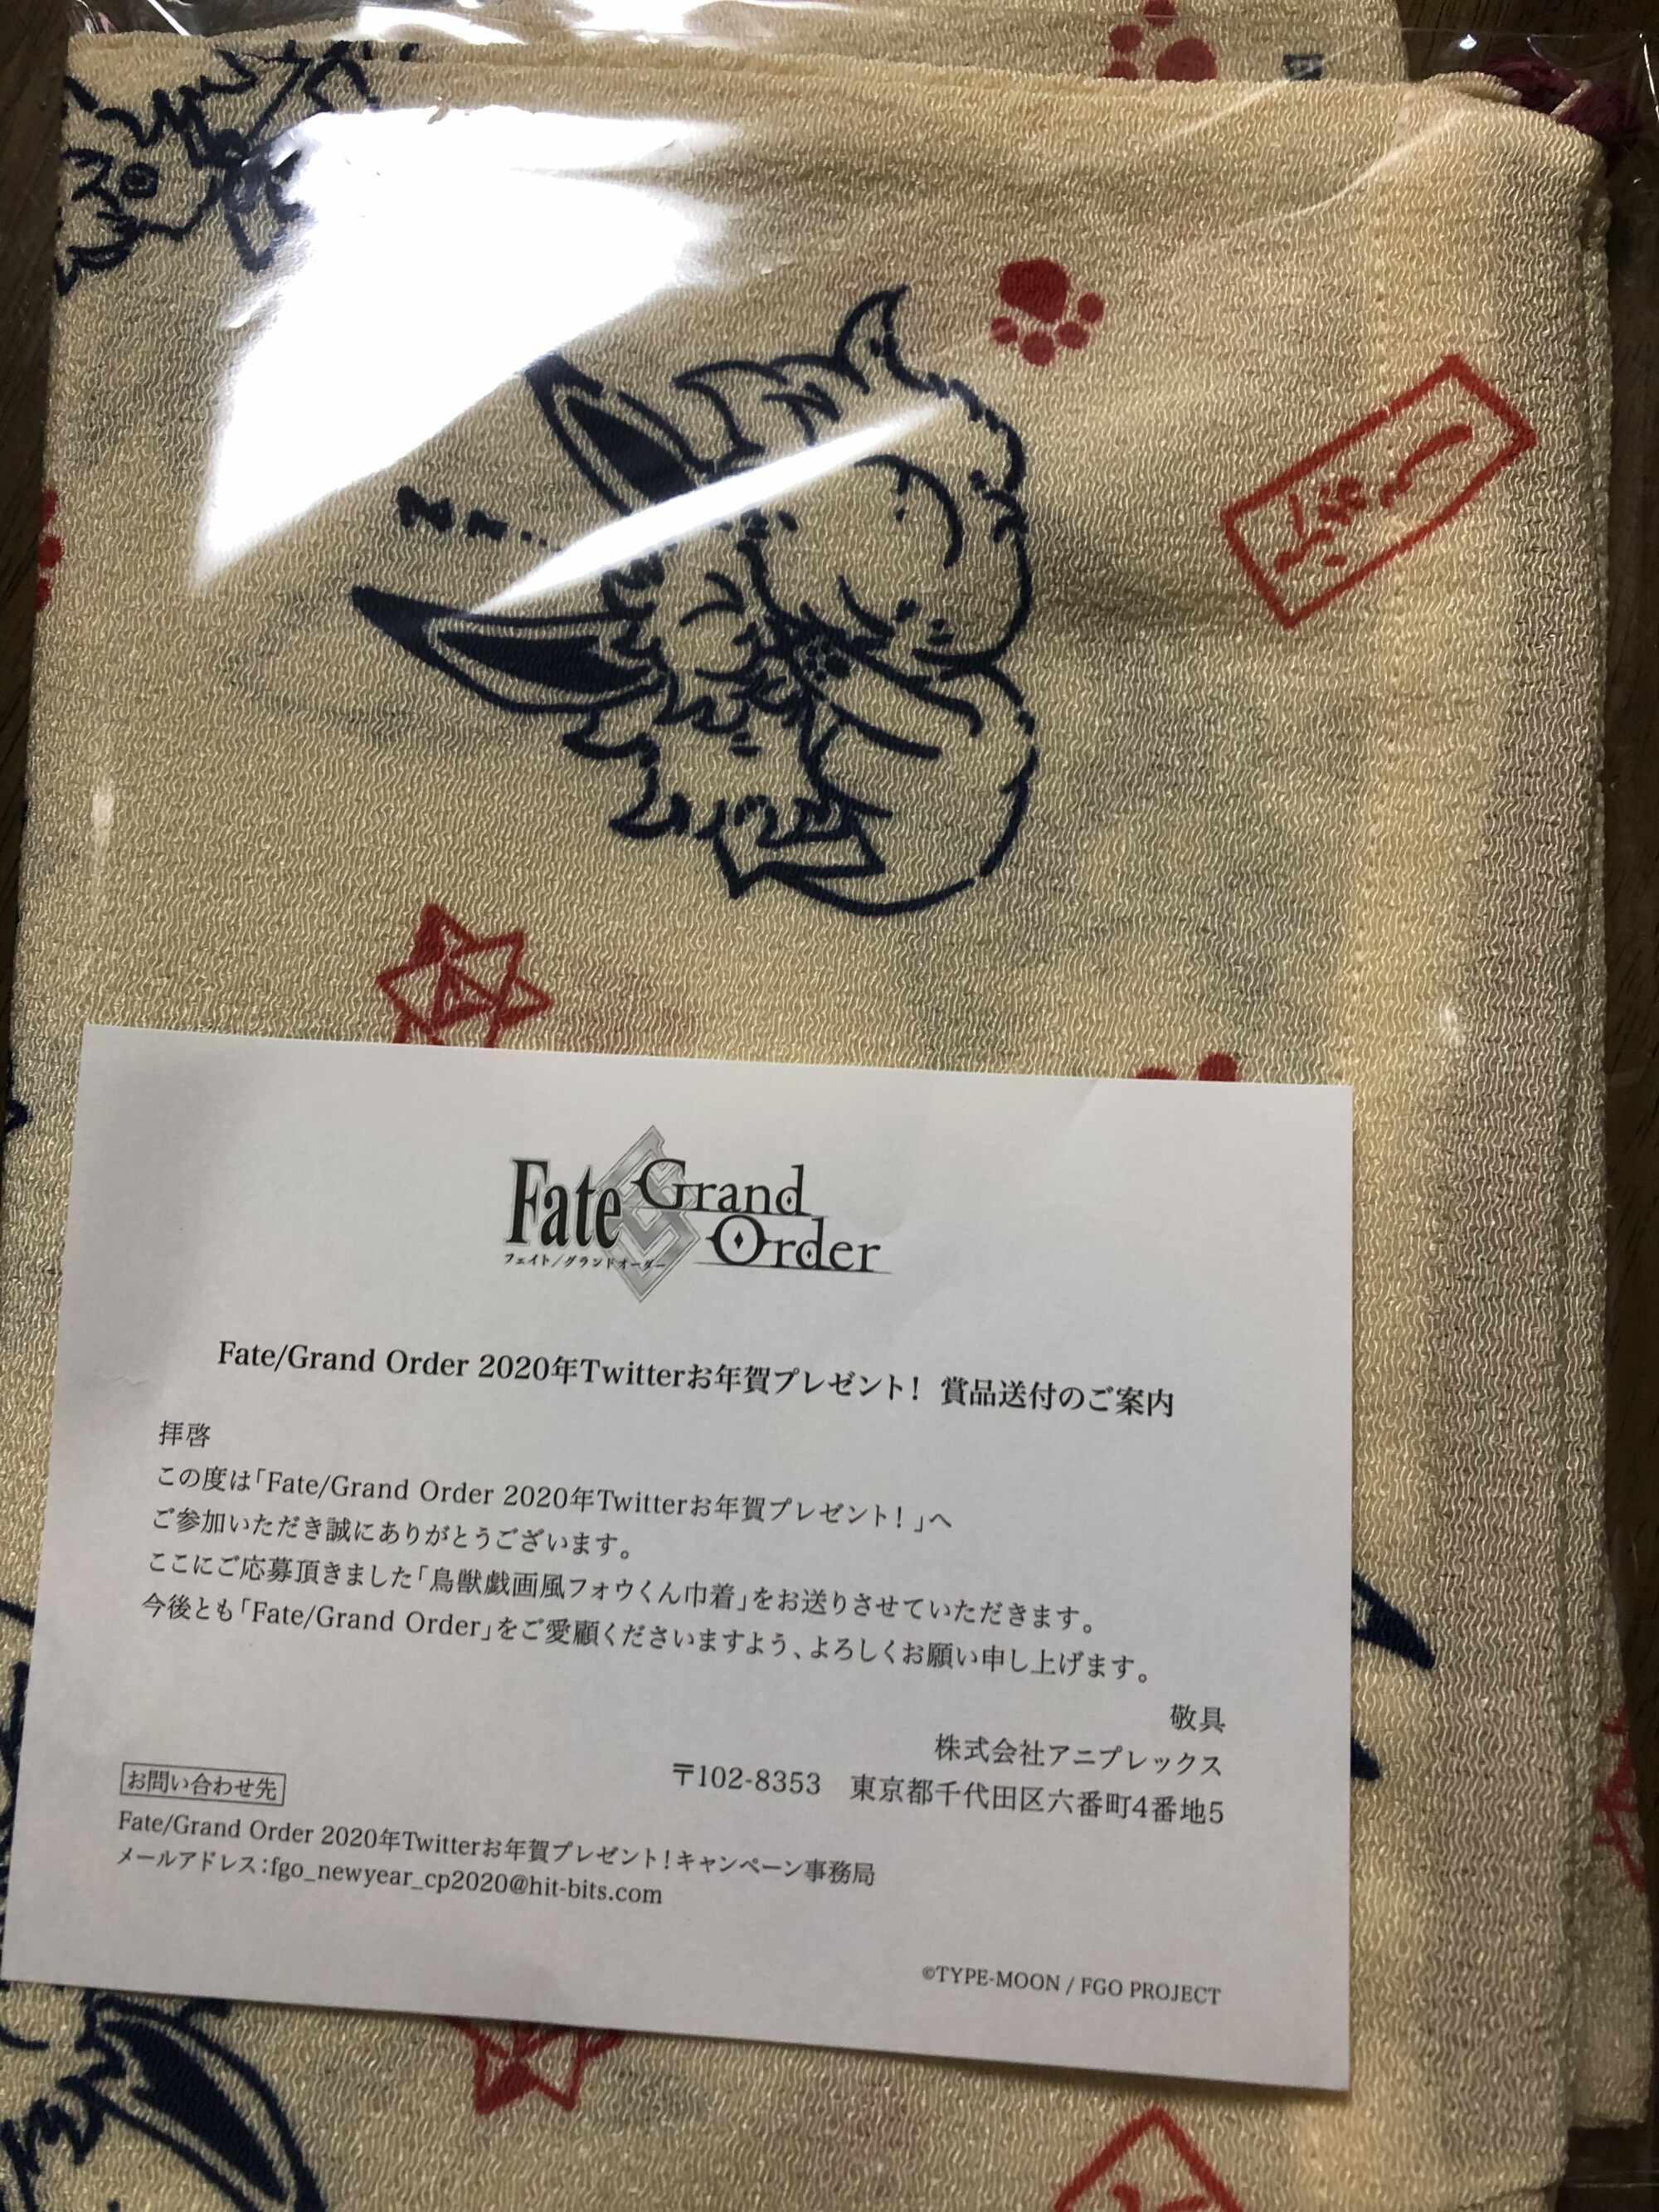 zzz...
Fate Grand Order
フェイト/グランドオーダー
Fate/Grand Order 2020年Twitterお年賀プレゼント! 賞品送付のご案内
拝啓
この度は「Fate/Grand Order 2020年Twitterお年賀プレゼント!」へ
ご参加いただき誠にありがとうございます。
ここにご応募頂きました「鳥獣戯画風フォウくん巾着」をお送りさせていただきます。
今後とも「Fate/Grand Order」をご愛顧くださいますよう、よろしくお願い申し上げます。
敬具
株式会社アニプレックス
〒102-8353 東京都千代田区六番町4番地5
お問い合わせ先
Fate/Grand Order 2020年Twitterお年賀プレゼント!キャンペーン事務局
メールアドレス:fgo_newyear_cp2020@hit-bits.com
©TYPE-MOON / FGO PROJECT